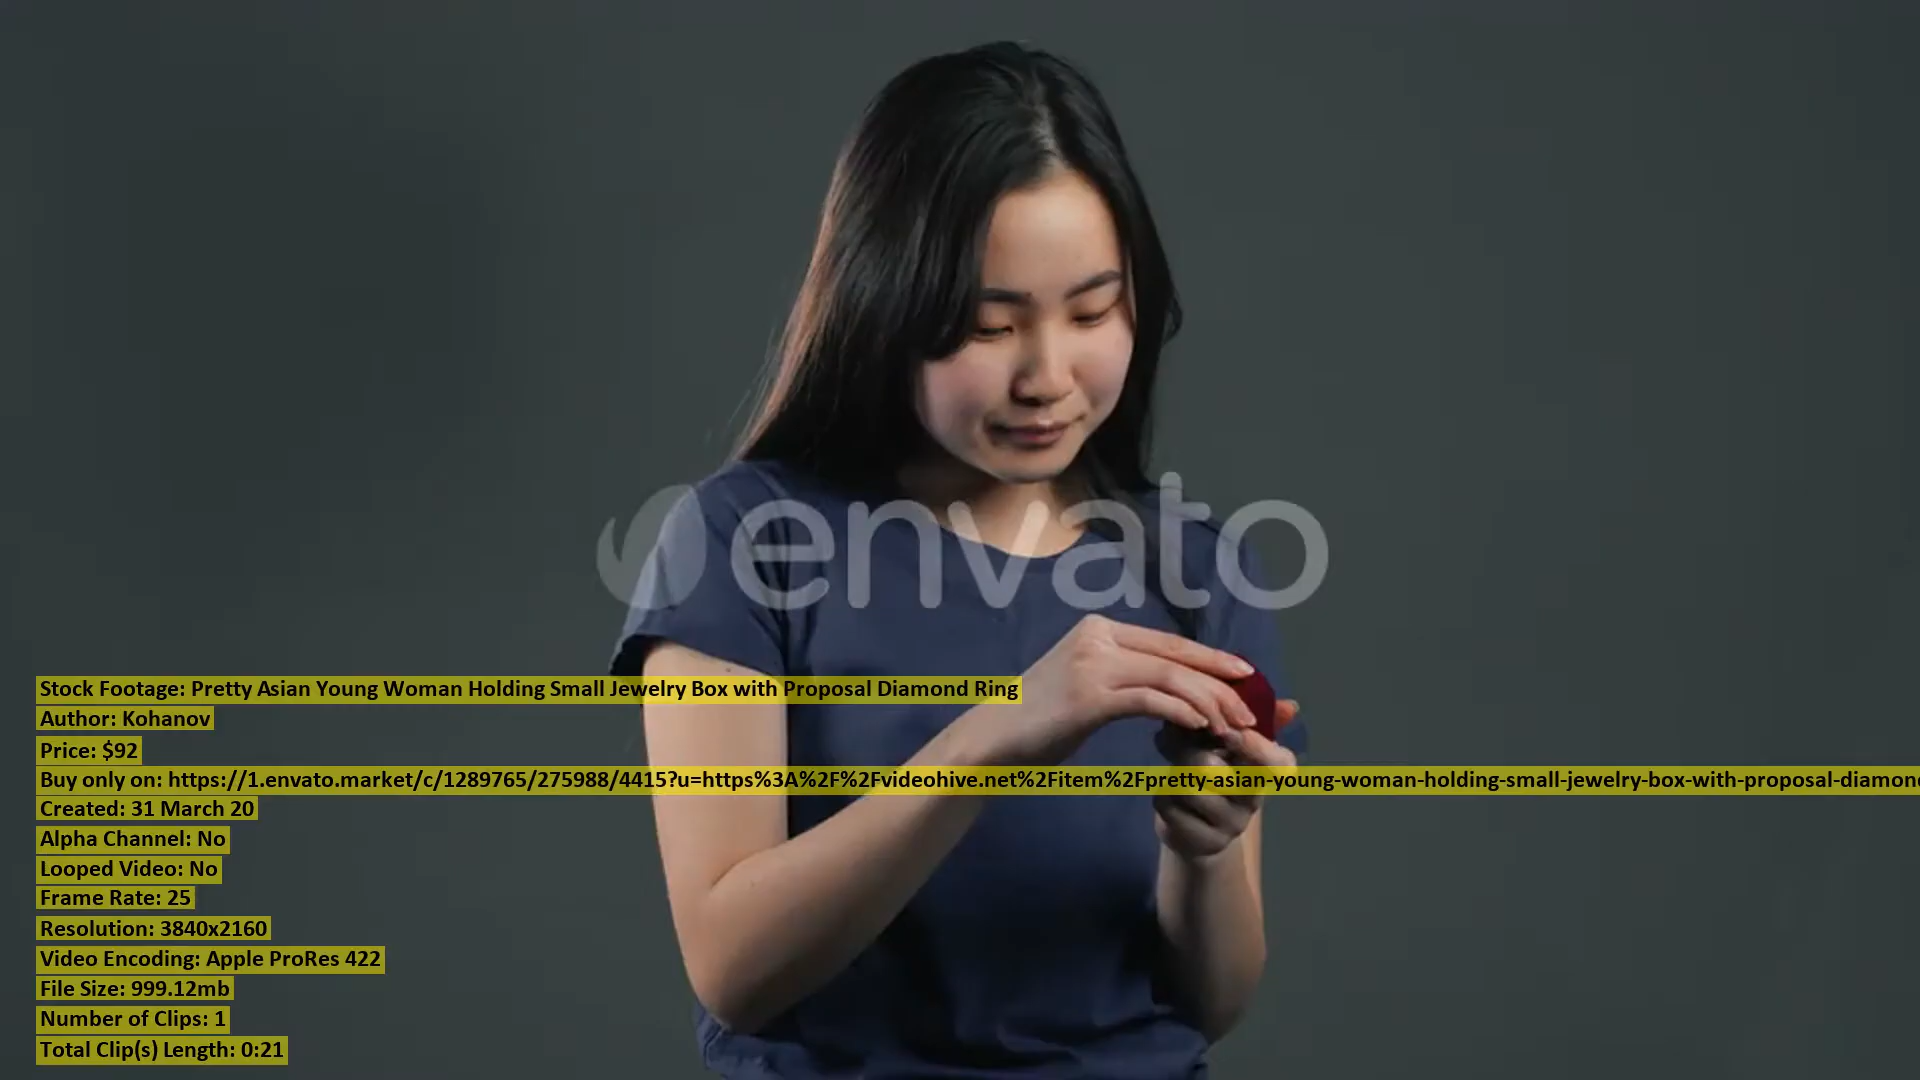 envato
Stock Footage: Pretty Asian Young Woman Holding Small Jewelry Box with Proposal Diamond Ring
Author: Kohanov
Price: $92
Buy only on: https://1.envato.market/c/1289765/275988/4415?u=https%3A%2F%2Fvideohive.net%2Fitem%2Fpretty-asian-young-woman-holding-small-jewelry-box-with-proposal-diamon
Created: 31 March 20
Alpha Channel: No
Looped Video: No
Frame Rate: 25
Resolution: 3840x2160
Video Encoding: Apple ProRes 422
File Size: 999.12mb
Number of Clips: 1
Total Clip(s) Length: 0:21